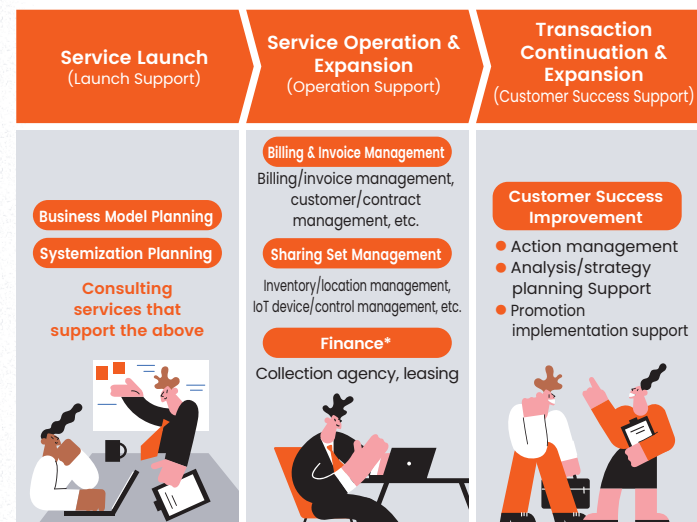 Service Launch
(Launch Support)
Service Operation &
Expansion
(Operation Support)
Transaction
Continuation &
Expansion
(Customer Success Support)
Business Model Planning
Systemization Planning
Consulting
services that
support the above
Billing & Invoice Management
Billing/invoice management,
customer/contract
management, etc.
Sharing Set Management
Inventory/location management,
IoT device/control management, etc.
Finance*
Collection agency, leasing
Customer Success
Improvement
● Action management
● Analysis/strategy
planning Support
● Promotion
implementation support